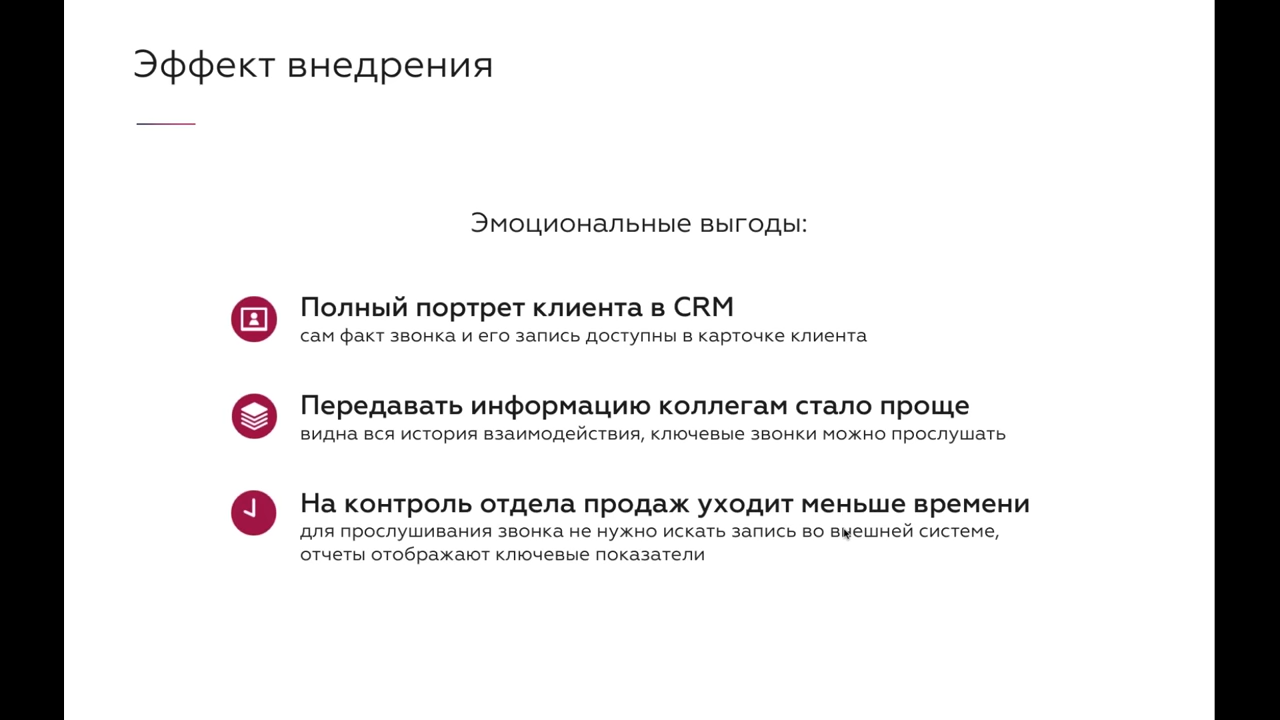 Эффект внедрения
Эмоциональные выгоды:
Полный портрет клиента в CRM
сам факт звонка и его запись доступны в карточке клиента
Передавать информацию коллегам стало проще
видна вся история взаимодействия, ключевые звонки можно прослушать
На контроль отдела продаж уходит меньше времени
для прослушивания звонка не нужно искать запись во внешней системе,
отчеты отображают ключевые показатели